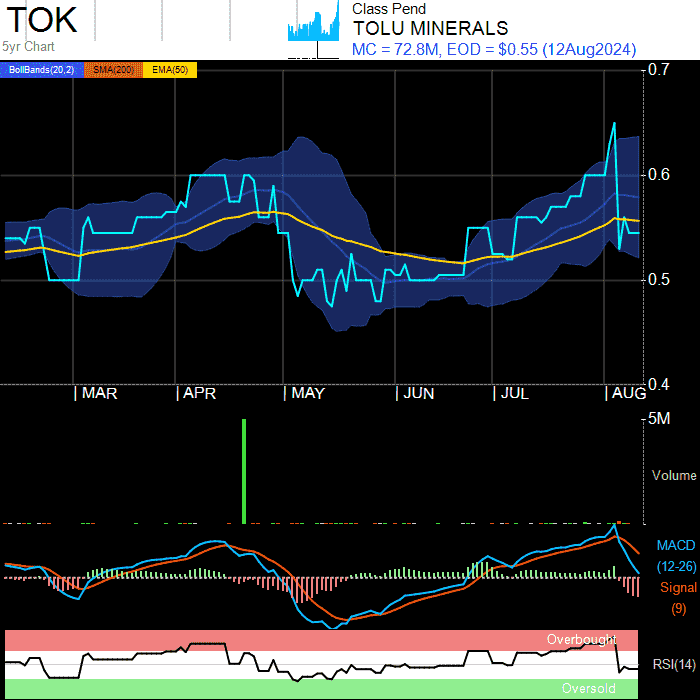 TOK
5yr Chart
Class Pend
TOLU MINERALS
MC = 72.8M, EOD = $0.55 (12Aug2024)
BollBands(20,2) SMA(200) EMA(50)
0.7
0.6
0.5
0.4
MAR APR MAY JUN JUL AUG
5M
Volume
MACD
(12-26)
Signal
(9)
Overbought
RSI(14)
Oversold